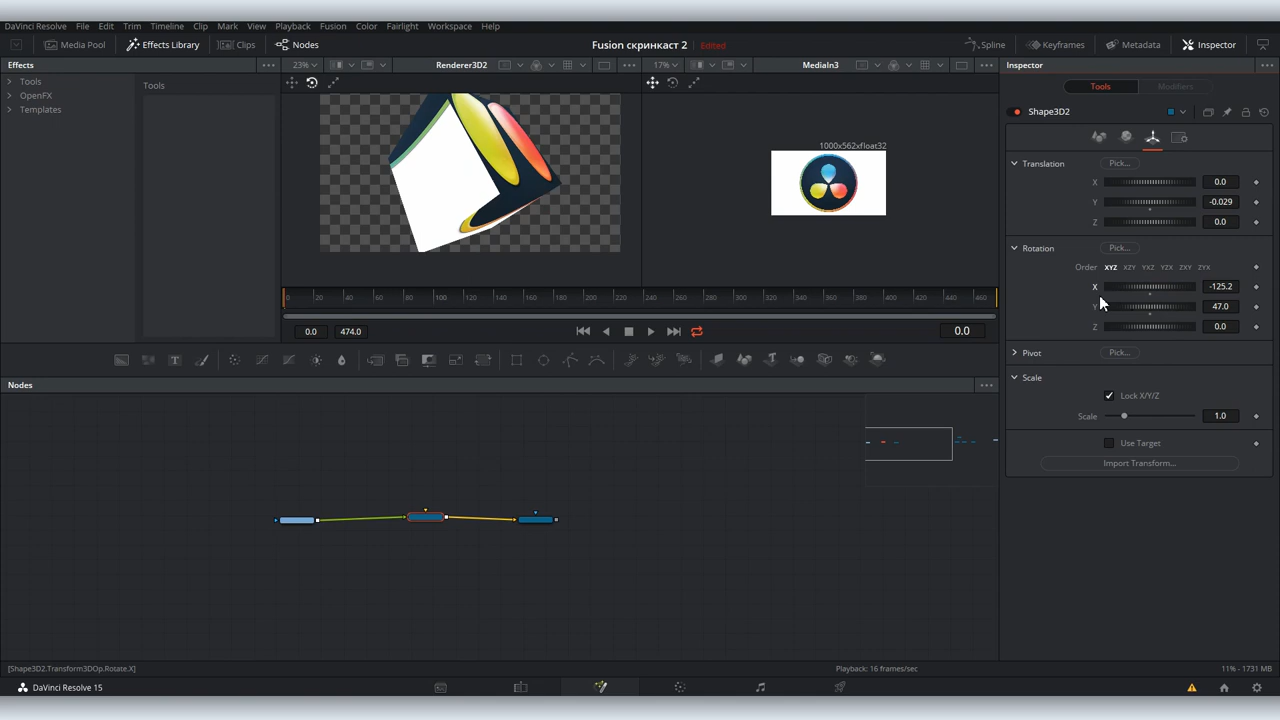 DaVinci Resolve File Edit Trim Timeline Clip Mark View Playback Fusion Color Fairlight Workspace Help
Media Pool Effects Library Clips Nodes Fusion скринкаст 2 Edited Spline Keyframes Metadata Inspector
Effects 23% Renderer3D2 17% MediaIn3 Inspector
Tools Tools Tools Modifiers
OpenFX
Templates
Shape3D2
1000x562xfloat32
Translation Pick...
X 0.0
Y -0.029
Z 0.0
Rotation Pick...
Order XYZ XZY YXZ YZX ZXY ZYX
X -125.2
Y 47.0
Z 0.0
0 20 40 60 80 100 120 140 160 180 200 220 240 260 280 300 320 340 360 380 400 420 440 460
0.0 474.0 0.0
Pivot Pick...
Scale
Lock X/Y/Z
Scale 1.0
Use Target
Import Transform...
Nodes
[Shape3D2.Transform3DOp.Rotate.X] Playback: 16 frames/sec 11% - 1731 MB
DaVinci Resolve 15